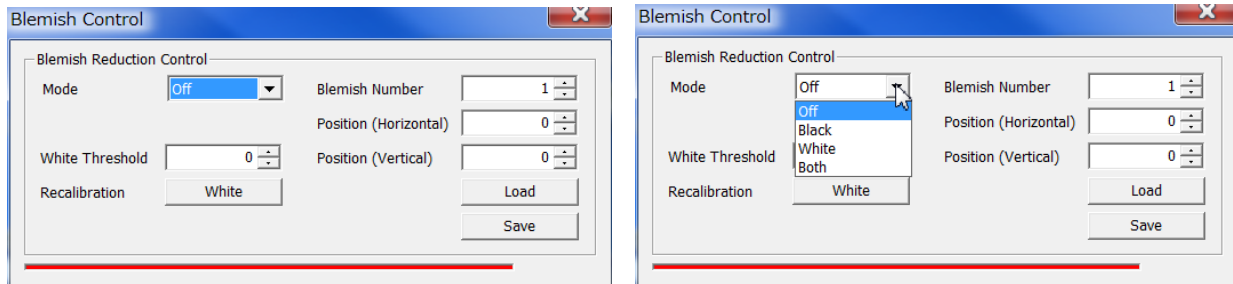 Blemish Control
Blemish Reduction Control
Mode Off Blemish Number 1
Position (Horizontal) 0
White Threshold 0 Position (Vertical) 0
Recalibration White Load
Save
Blemish Control
Blemish Reduction Control
Mode Off Blemish Number 1
Off
Black Position (Horizontal) 0
White Threshold White Position (Vertical) 0
Both
Recalibration White Load
Save